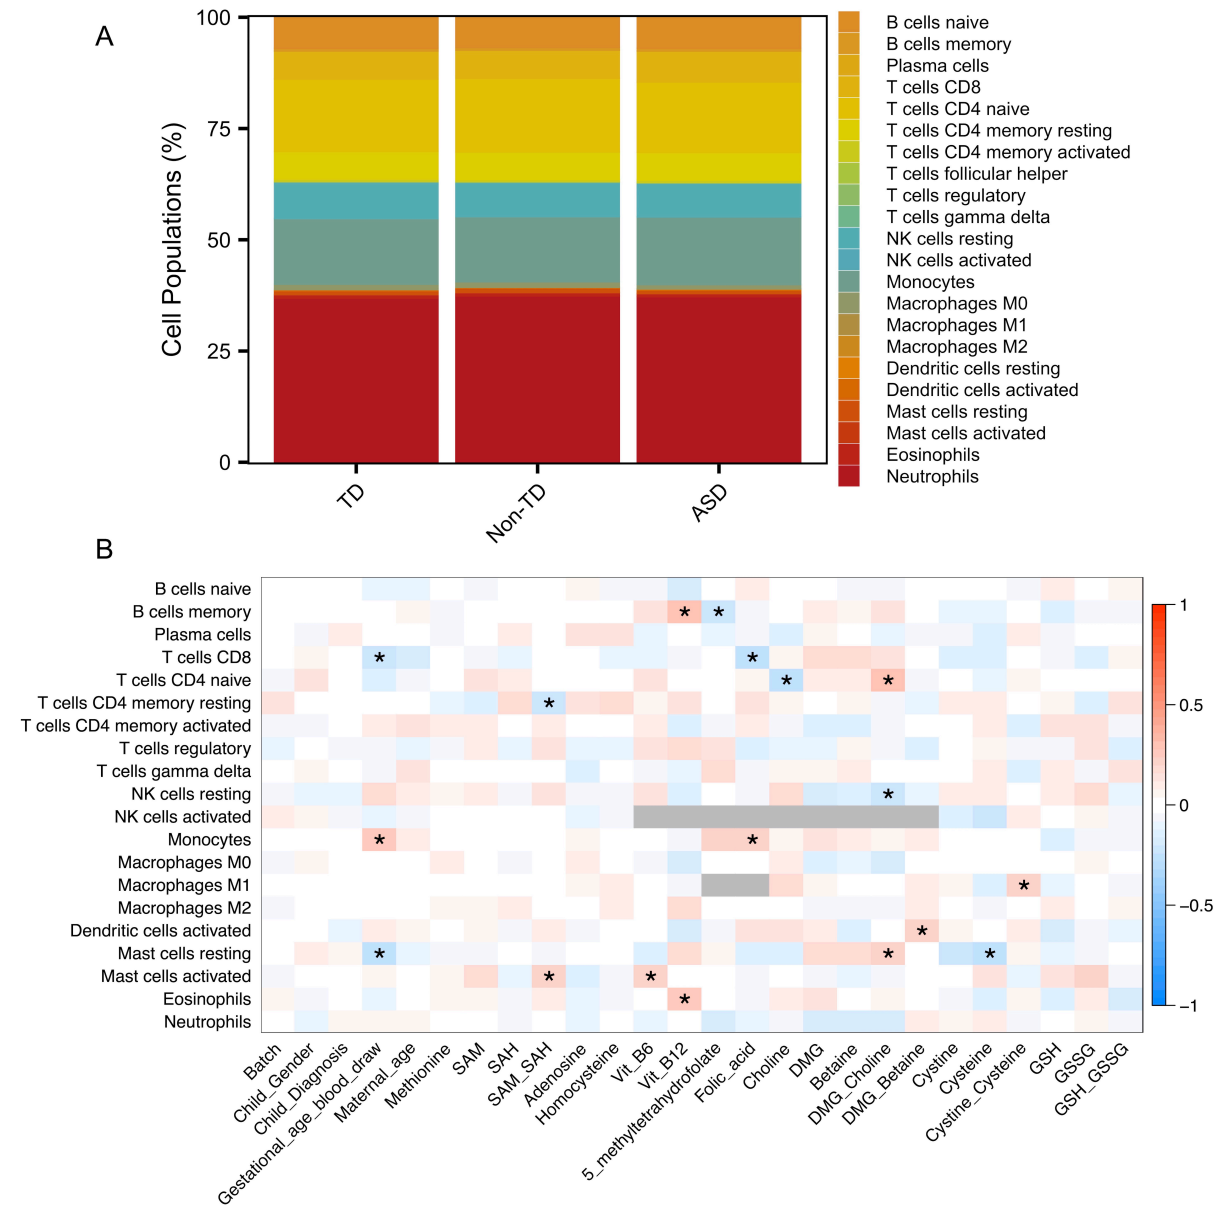 A
Cell Populations (%)
100
75
50
25
0
TD
Non-TD
ASD
B cells naive
B cells memory
Plasma cells
T cells CD8
T cells CD4 naive
T cells CD4 memory resting
T cells CD4 memory activated
T cells follicular helper
T cells regulatory
T cells gamma delta
NK cells resting
NK cells activated
Monocytes
Macrophages M0
Macrophages M1
Macrophages M2
Dendritic cells resting
Dendritic cells activated
Mast cells resting
Mast cells activated
Eosinophils
Neutrophils
B
B cells naive
B cells memory
* *
Plasma cells
T cells CD8
* *
T cells CD4 naive
* *
T cells CD4 memory resting
*
T cells CD4 memory activated
T cells regulatory
T cells gamma delta
NK cells resting
*
NK cells activated
Monocytes
* *
Macrophages M0
Macrophages M1
*
Macrophages M2
Dendritic cells activated
*
Mast cells resting
* * *
Mast cells activated
* *
Eosinophils
*
Neutrophils
1
0.5
0
−0.5
−1
Batch
Child_Gender
Child_Diagnosis
Gestational_age_blood_draw
Maternal_age
Methionine
SAM
SAH
SAM_SAH
Adenosine
Homocysteine
Vit_B6
Vit_B12
5_methyltetrahydrofolate
Folic_acid
Choline
DMG
Betaine
DMG_Choline
DMG_Betaine
Cystine
Cysteine
Cystine_Cysteine
GSH
GSSG
GSH_GSSG